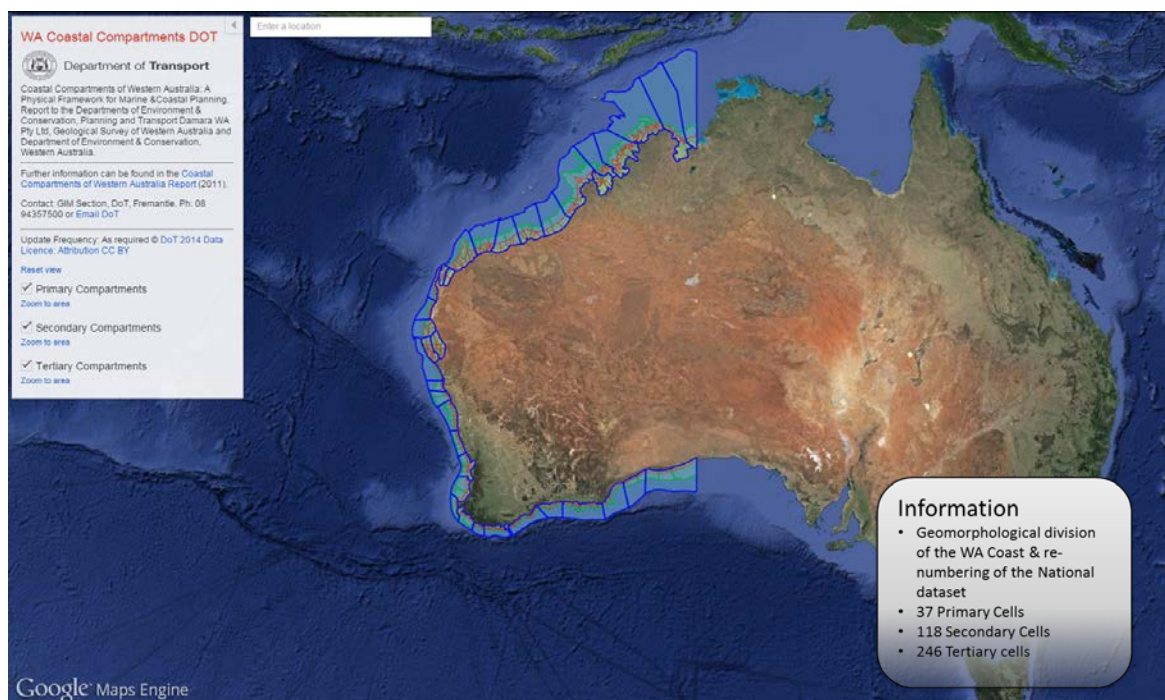 WA Coastal Compartments DOT
Enter a location
Department of Transport
Coastal Compartments of Western Australia: A
Physical Framework for Marine &Coastal Planning.
Report to the Departments of Environment &
Conservation, Planning and Transport Damara WA
Pty Ltd, Geological Survey of Western Australia and
Department of Environment & Conservation,
Western Australia.
Further information can be found in the Coastal
Compartments of Western Australia Report (2011).
Contact: GIM Section, DoT, Fremantle. Ph: 08
94357500 or Email DoT
Update Frequency: As required © DoT 2014 Data
Licence: Attribution CC BY
Reset view
Primary Compartments
Zoom to area
Secondary Compartments
Zoom to area
Tertiary Compartments
Zoom to area
Information
• Geomorphological division
of the WA Coast & re-
numbering of the National
dataset
• 37 Primary Cells
• 118 Secondary Cells
• 246 Tertiary cells
Google Maps Engine